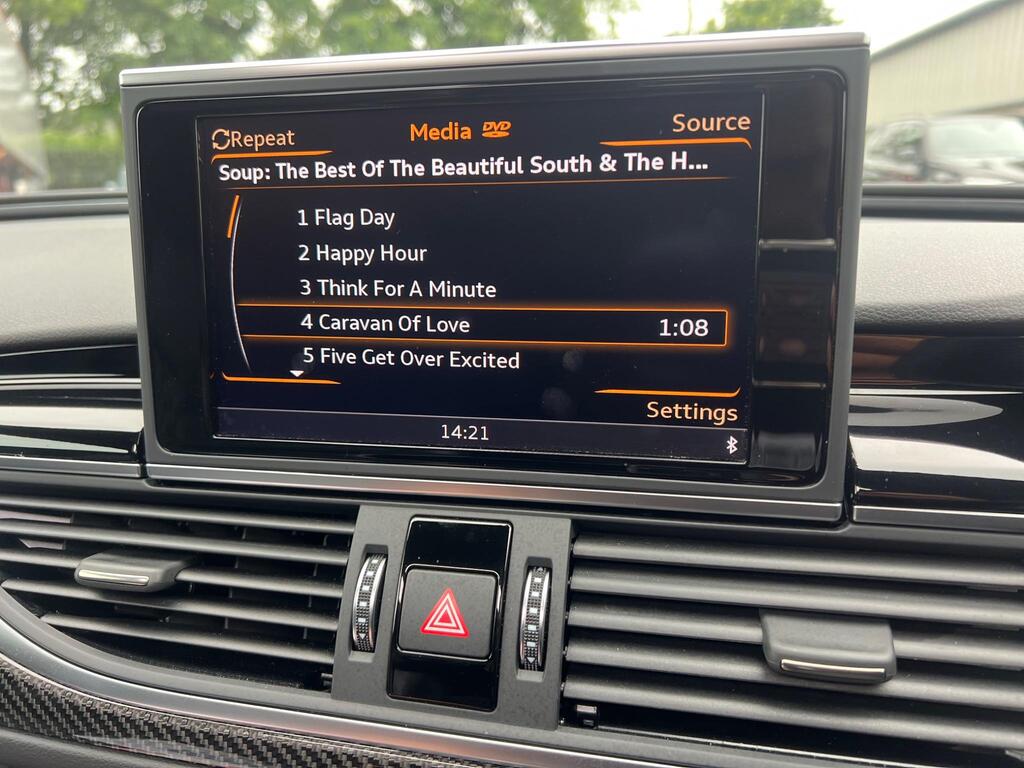 Repeat
Media DVD
Source
Soup: The Best Of The Beautiful South & The H...
1 Flag Day
2 Happy Hour
3 Think For A Minute
4 Caravan Of Love 1:08
5 Five Get Over Excited
Settings
14:21